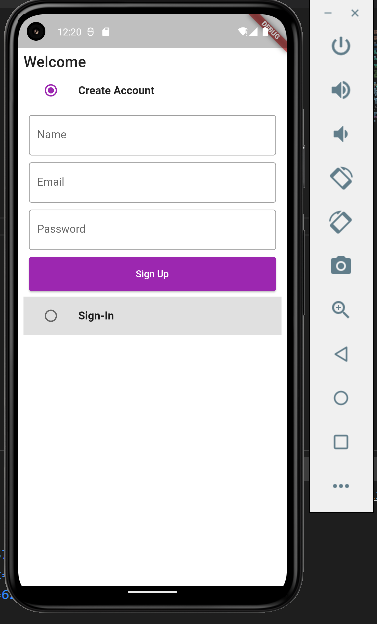 12:20
DEBUG
Welcome
Create Account
Name
Email
Password
Sign Up
Sign-In